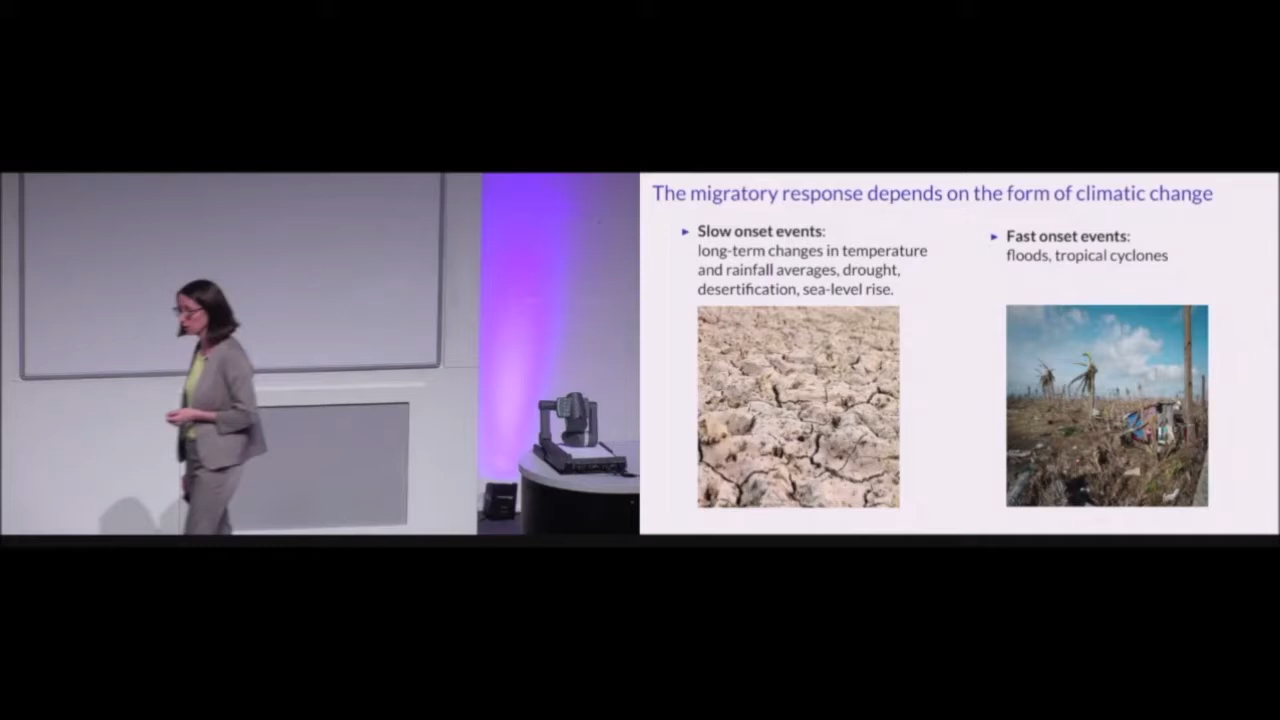 The migratory response depends on the form of climatic change
► Slow onset events:
long-term changes in temperature
and rainfall averages, drought,
desertification, sea-level rise.
► Fast onset events:
floods, tropical cyclones